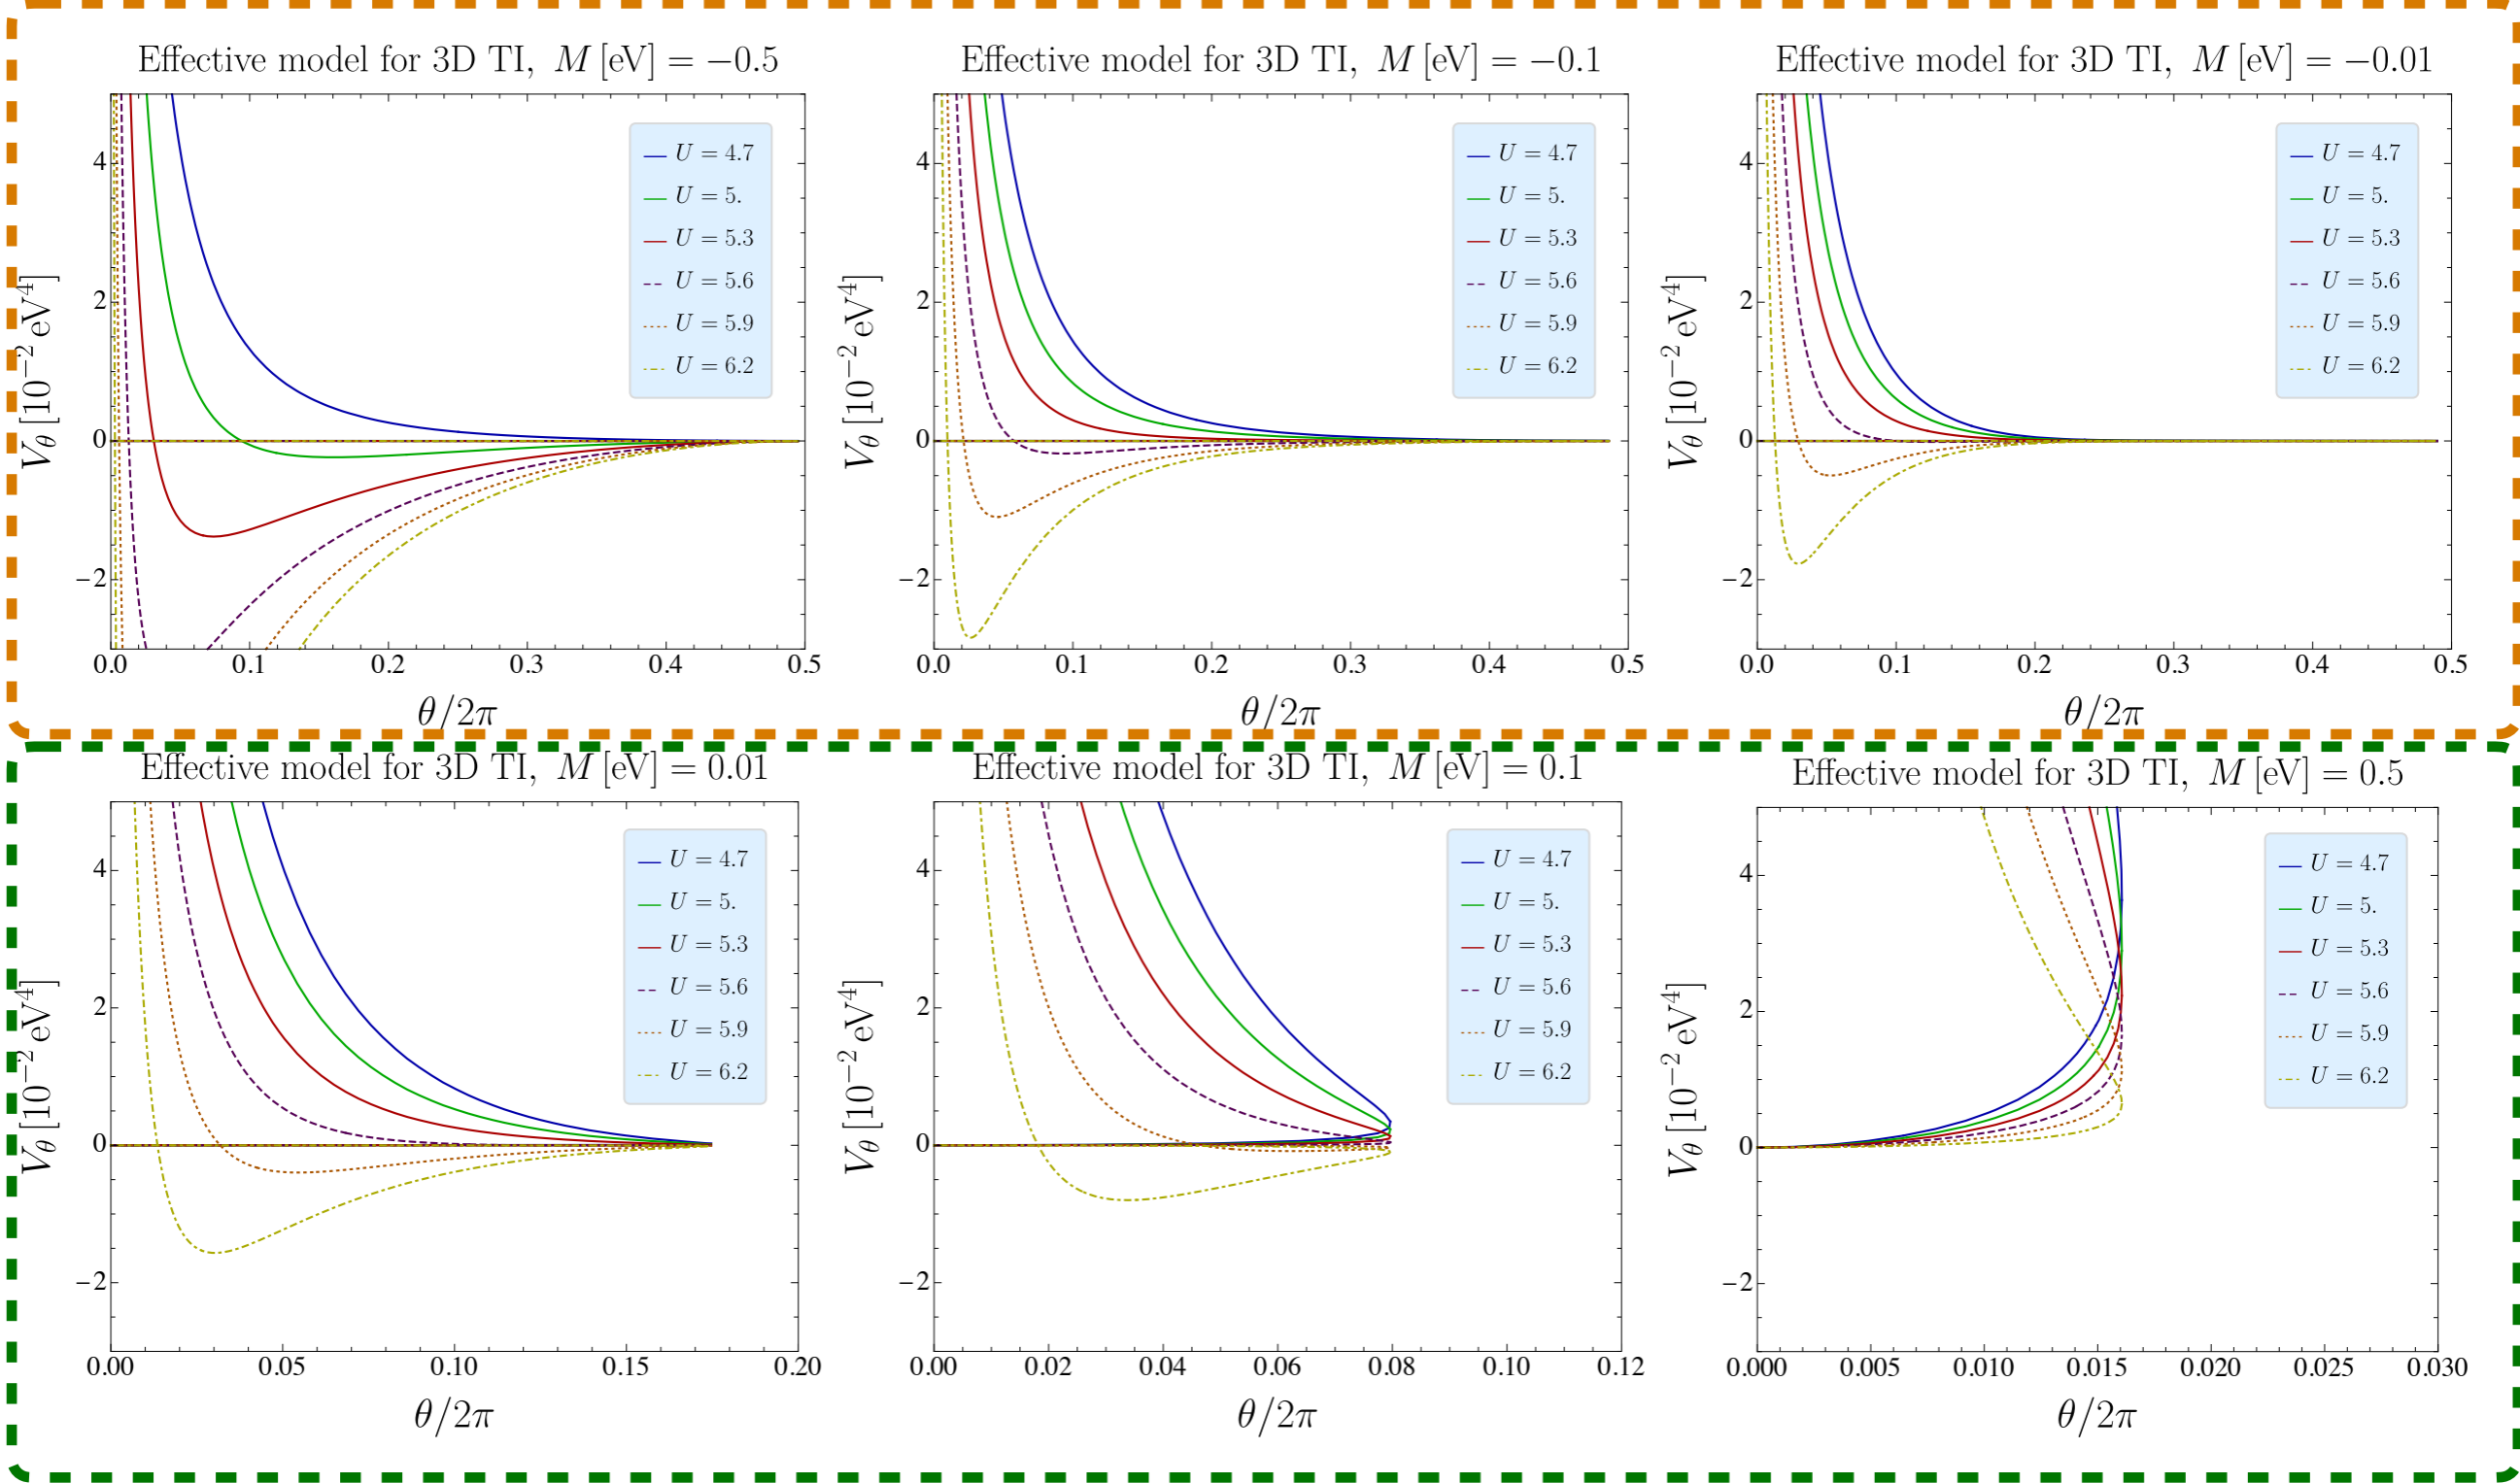 Effective model for 3D TI, M [eV] = −0.5
V_θ [10⁻² eV⁴]
4
2
0
−2
U = 4.7
U = 5.
U = 5.3
U = 5.6
U = 5.9
U = 6.2
0.0 0.1 0.2 0.3 0.4 0.5
θ/2π
Effective model for 3D TI, M [eV] = −0.1
V_θ [10⁻² eV⁴]
4
2
0
−2
U = 4.7
U = 5.
U = 5.3
U = 5.6
U = 5.9
U = 6.2
0.0 0.1 0.2 0.3 0.4 0.5
θ/2π
Effective model for 3D TI, M [eV] = −0.01
V_θ [10⁻² eV⁴]
4
2
0
−2
U = 4.7
U = 5.
U = 5.3
U = 5.6
U = 5.9
U = 6.2
0.0 0.1 0.2 0.3 0.4 0.5
θ/2π
Effective model for 3D TI, M [eV] = 0.01
V_θ [10⁻² eV⁴]
4
2
0
−2
U = 4.7
U = 5.
U = 5.3
U = 5.6
U = 5.9
U = 6.2
0.00 0.05 0.10 0.15 0.20
θ/2π
Effective model for 3D TI, M [eV] = 0.1
V_θ [10⁻² eV⁴]
4
2
0
−2
U = 4.7
U = 5.
U = 5.3
U = 5.6
U = 5.9
U = 6.2
0.00 0.02 0.04 0.06 0.08 0.10 0.12
θ/2π
Effective model for 3D TI, M [eV] = 0.5
V_θ [10⁻² eV⁴]
4
2
0
−2
U = 4.7
U = 5.
U = 5.3
U = 5.6
U = 5.9
U = 6.2
0.000 0.005 0.010 0.015 0.020 0.025 0.030
θ/2π